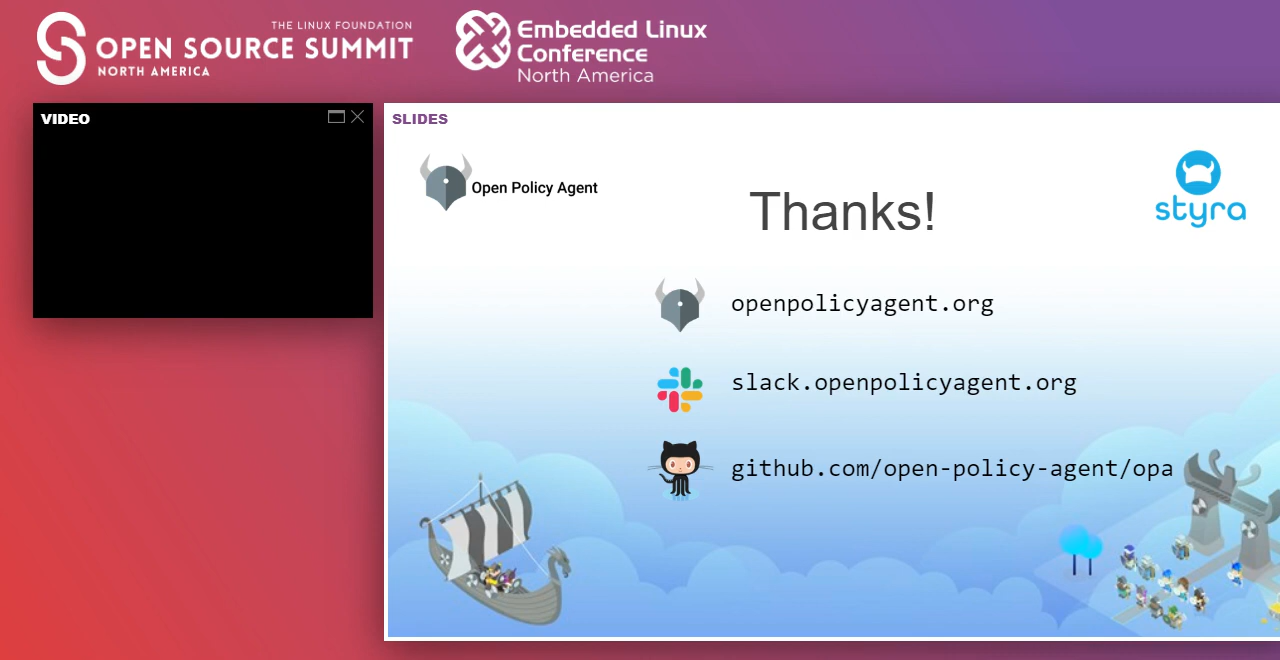 THE LINUX FOUNDATION
OPEN SOURCE SUMMIT
NORTH AMERICA
Embedded Linux
Conference
North America
VIDEO
SLIDES
Open Policy Agent
Thanks!
styra
openpolicyagent.org
slack.openpolicyagent.org
github.com/open-policy-agent/opa